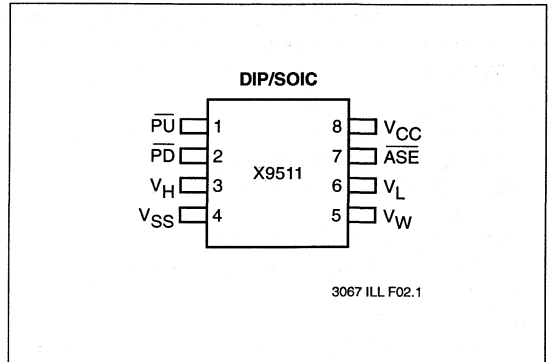 DIP/SOIC
PU 1 8 VCC
PD 2 7 ASE
X9511
VH 3 6 VL
VSS 4 5 VW
3067 ILL F02.1